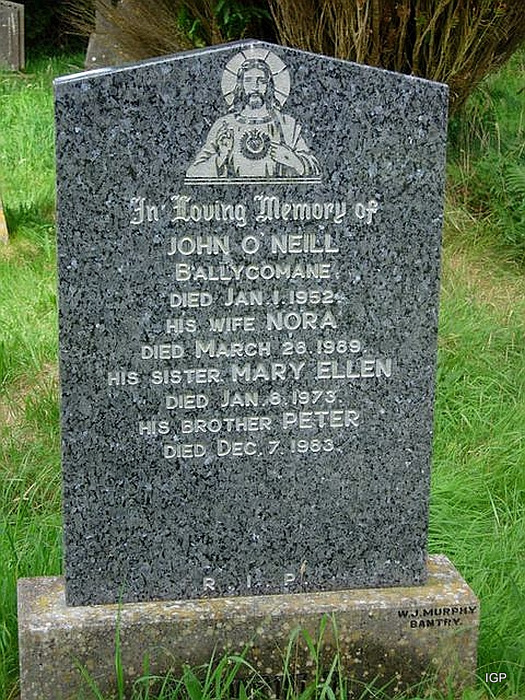 In Loving Memory of
JOHN O'NEILL
BALLYCOMANE
DIED JAN. 1. 1952.
HIS WIFE NORA
DIED MARCH 28. 1989.
HIS SISTER MARY ELLEN
DIED JAN. 8. 1973.
HIS BROTHER PETER
DIED DEC. 7. 1983.
R. I. P.
W.J. MURPHY
BANTRY.
IGP